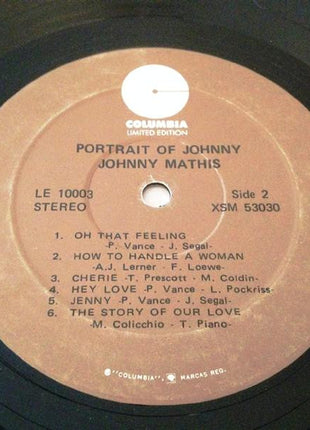 COLUMBIA
LIMITED EDITION
PORTRAIT OF JOHNNY
JOHNNY MATHIS
LE 10003 Side 2
STEREO XSM 53030
1. OH THAT FEELING
-P. Vance - J. Segal-
2. HOW TO HANDLE A WOMAN
-A.J. Lerner - F. Loewe-
3. CHERIE -T. Prescott - M. Coldin-
4. HEY LOVE -P. Vance - L. Pockriss-
5. JENNY -P. Vance - J. Segal-
6. THE STORY OF OUR LOVE
-M. Colicchio - T. Piano-
® "COLUMBIA", MARCAS REG.